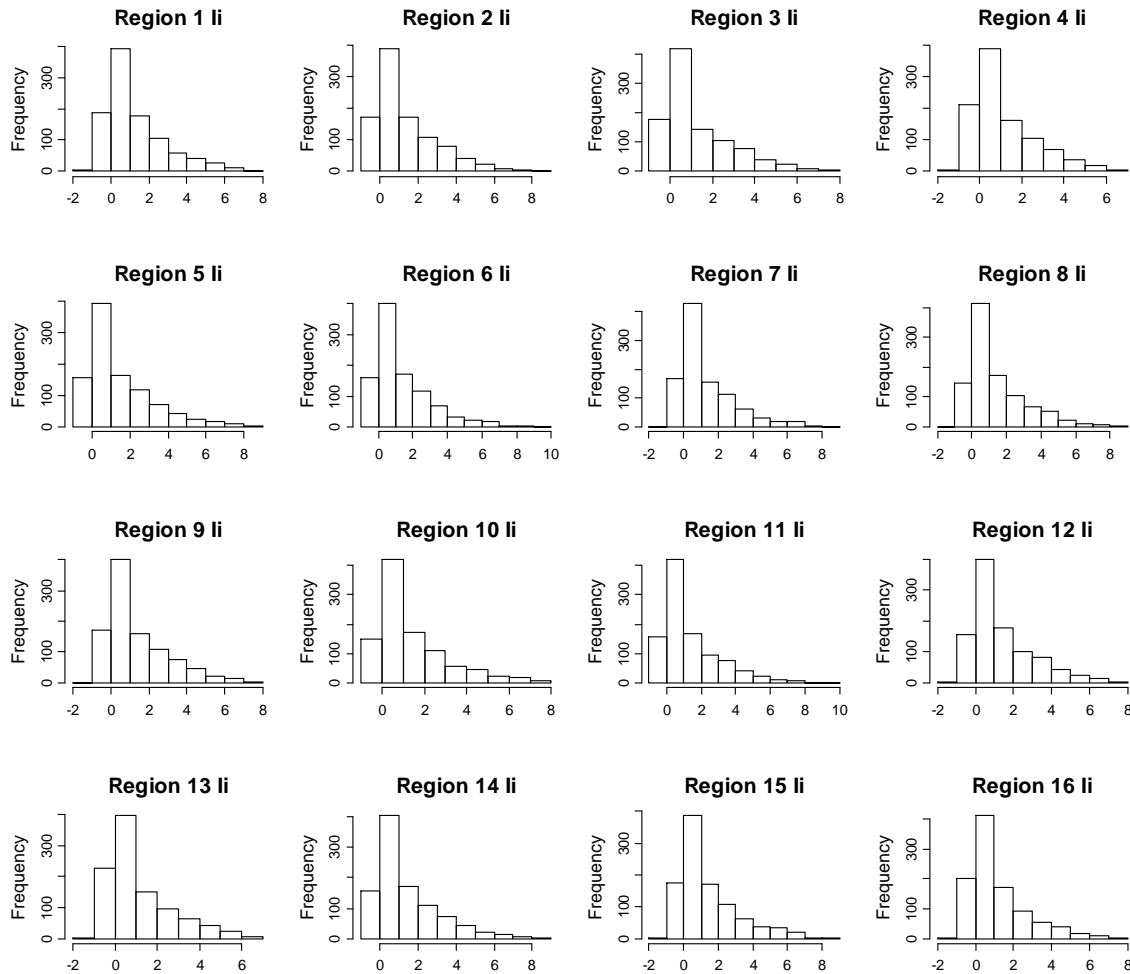 Region 1 Ii
Region 2 Ii
Region 3 Ii
Region 4 Ii
Frequency
0 100 300
-2 0 2 4 6 8
Frequency
0 100 300
0 2 4 6 8
Frequency
0 100 300
0 2 4 6 8
Frequency
0 100 300
-2 0 2 4 6
Region 5 Ii
Region 6 Ii
Region 7 Ii
Region 8 Ii
Frequency
0 100 300
0 2 4 6 8
Frequency
0 100 300
0 2 4 6 8 10
Frequency
0 100 300
-2 0 2 4 6 8
Frequency
0 100 300
-2 0 2 4 6 8
Region 9 Ii
Region 10 Ii
Region 11 Ii
Region 12 Ii
Frequency
0 100 300
-2 0 2 4 6 8
Frequency
0 100 300
0 2 4 6 8
Frequency
0 100 300
0 2 4 6 8 10
Frequency
0 100 300
-2 0 2 4 6 8
Region 13 Ii
Region 14 Ii
Region 15 Ii
Region 16 Ii
Frequency
0 100 300
-2 0 2 4 6
Frequency
0 100 300
0 2 4 6 8
Frequency
0 100 300
-2 0 2 4 6 8
Frequency
0 100 300
-2 0 2 4 6 8